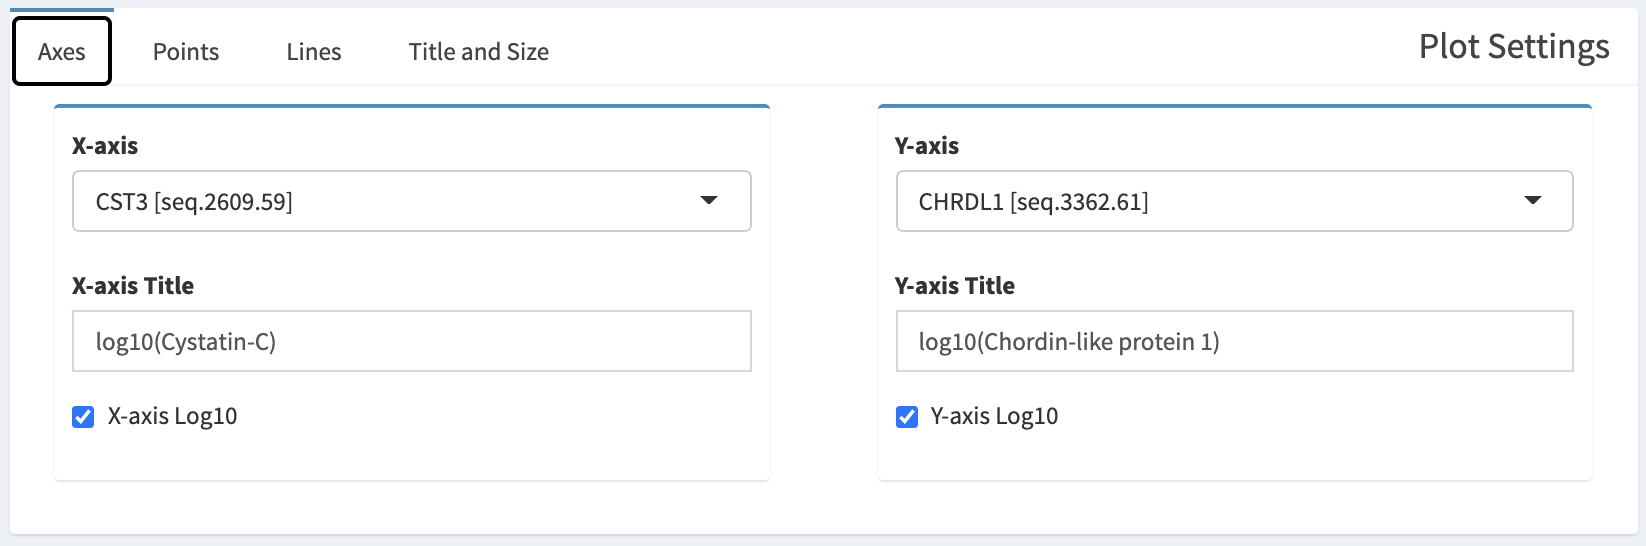 Axes Points Lines Title and Size Plot Settings
X-axis
CST3 [seq.2609.59]
X-axis Title
log10(Cystatin-C)
X-axis Log10
Y-axis
CHRDL1 [seq.3362.61]
Y-axis Title
log10(Chordin-like protein 1)
Y-axis Log10